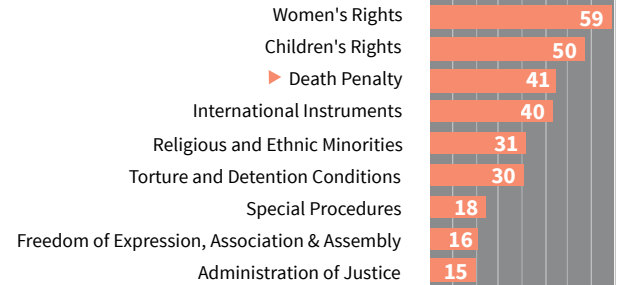 Women's Rights 59
Children's Rights 50
Death Penalty 41
International Instruments 40
Religious and Ethnic Minorities 31
Torture and Detention Conditions 30
Special Procedures 18
Freedom of Expression, Association & Assembly 16
Administration of Justice 15